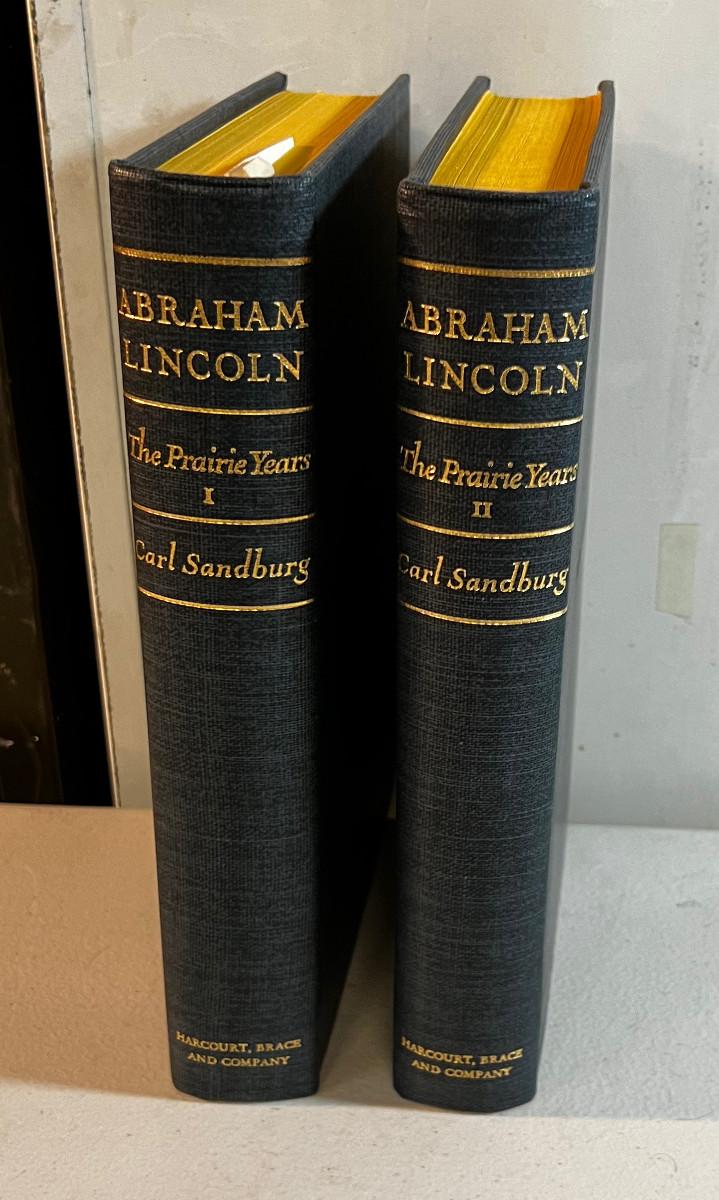 ABRAHAM
LINCOLN
The Prairie Years
I
Carl Sandburg
HARCOURT, BRACE
AND COMPANY
ABRAHAM
LINCOLN
The Prairie Years
II
Carl Sandburg
HARCOURT, BRACE
AND COMPANY